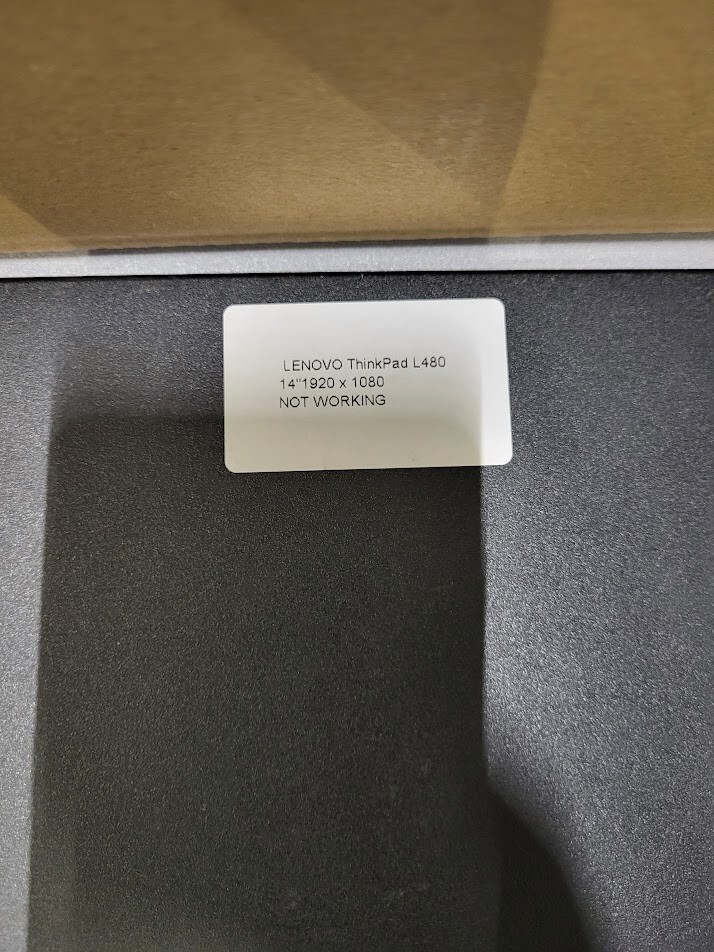 LENOVO ThinkPad L480
14"1920 x 1080
NOT WORKING